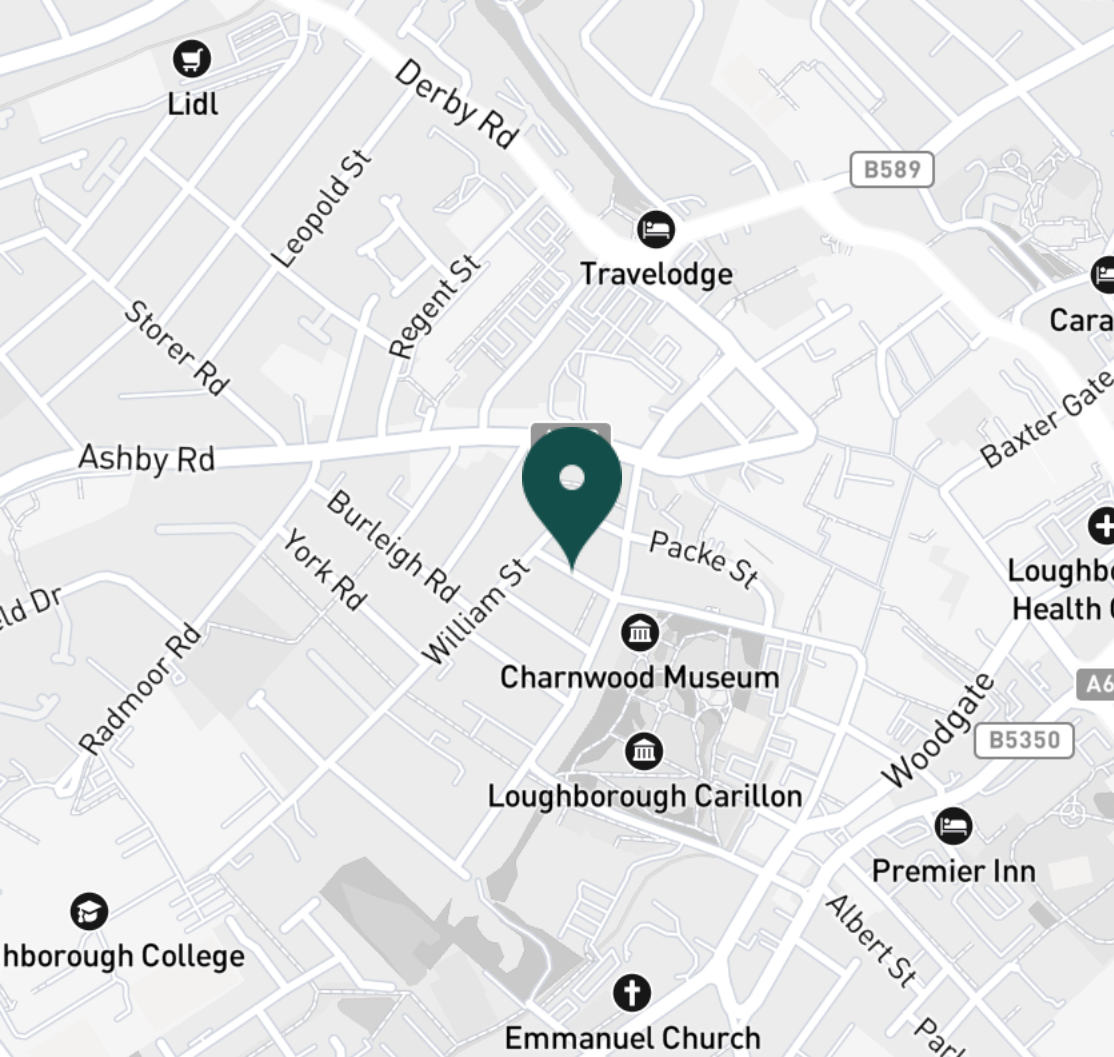 Lidl
Derby Rd
B589
Leopold St
Travelodge
Regent St
Storer Rd
Cara
Baxter Gate
Ashby Rd
Burleigh Rd
York Rd
Packe St
William St
Loughbo
Health C
eld Dr
Radmoor Rd
Charnwood Museum
Woodgate
A6
B5350
Loughborough Carillon
Premier Inn
Albert St
hborough College
Emmanuel Church
Park